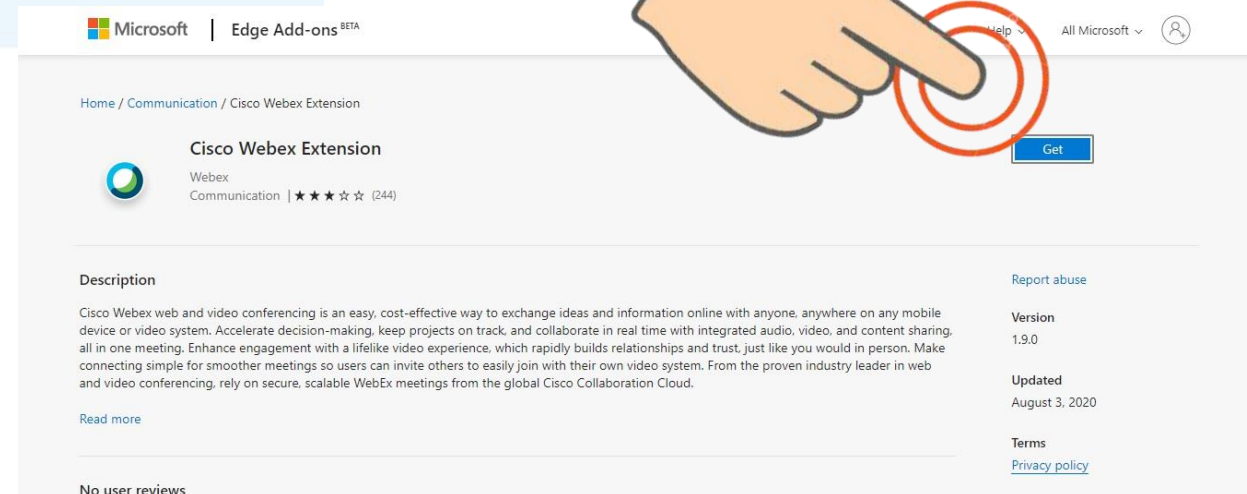 Microsoft | Edge Add-ons BETA
Help All Microsoft
Home / Communication / Cisco Webex Extension
Cisco Webex Extension
Get
Webex
Communication | ★ ★ ★ ☆ ☆ (244)
Description
Cisco Webex web and video conferencing is an easy, cost-effective way to exchange ideas and information online with anyone, anywhere on any mobile
device or video system. Accelerate decision-making, keep projects on track, and collaborate in real time with integrated audio, video, and content sharing,
all in one meeting. Enhance engagement with a lifelike video experience, which rapidly builds relationships and trust, just like you would in person. Make
connecting simple for smoother meetings so users can invite others to easily join with their own video system. From the proven industry leader in web
and video conferencing, rely on secure, scalable WebEx meetings from the global Cisco Collaboration Cloud.
Read more
No user reviews
Report abuse
Version
1.9.0
Updated
August 3, 2020
Terms
Privacy policy